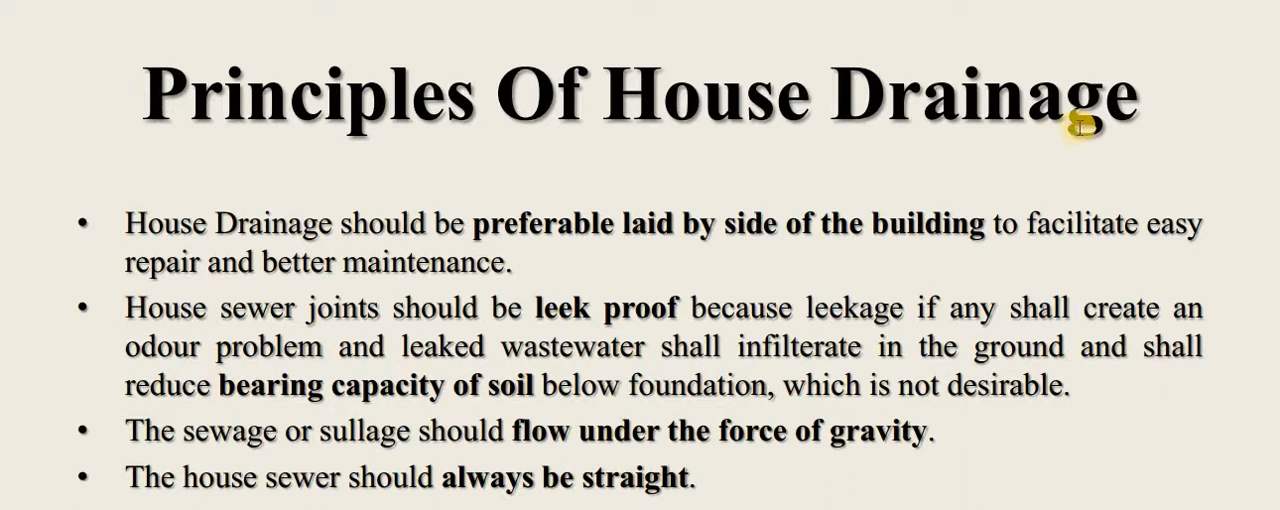 Principles Of House Drainage
• House Drainage should be preferable laid by side of the building to facilitate easy
repair and better maintenance.
• House sewer joints should be leek proof because leekage if any shall create an
odour problem and leaked wastewater shall infilterate in the ground and shall
reduce bearing capacity of soil below foundation, which is not desirable.
• The sewage or sullage should flow under the force of gravity.
• The house sewer should always be straight.